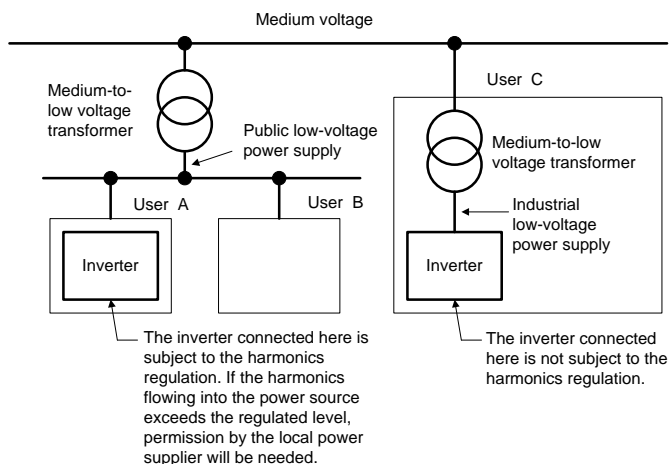 Medium voltage
Medium-to-
low voltage
transformer
Public low-voltage
power supply
User C
Medium-to-low
voltage transformer
User A
User B
Industrial
low-voltage
power supply
Inverter
Inverter
The inverter connected here is
subject to the harmonics
regulation. If the harmonics
flowing into the power source
exceeds the regulated level,
permission by the local power
supplier will be needed.
The inverter connected
here is not subject to the
harmonics regulation.